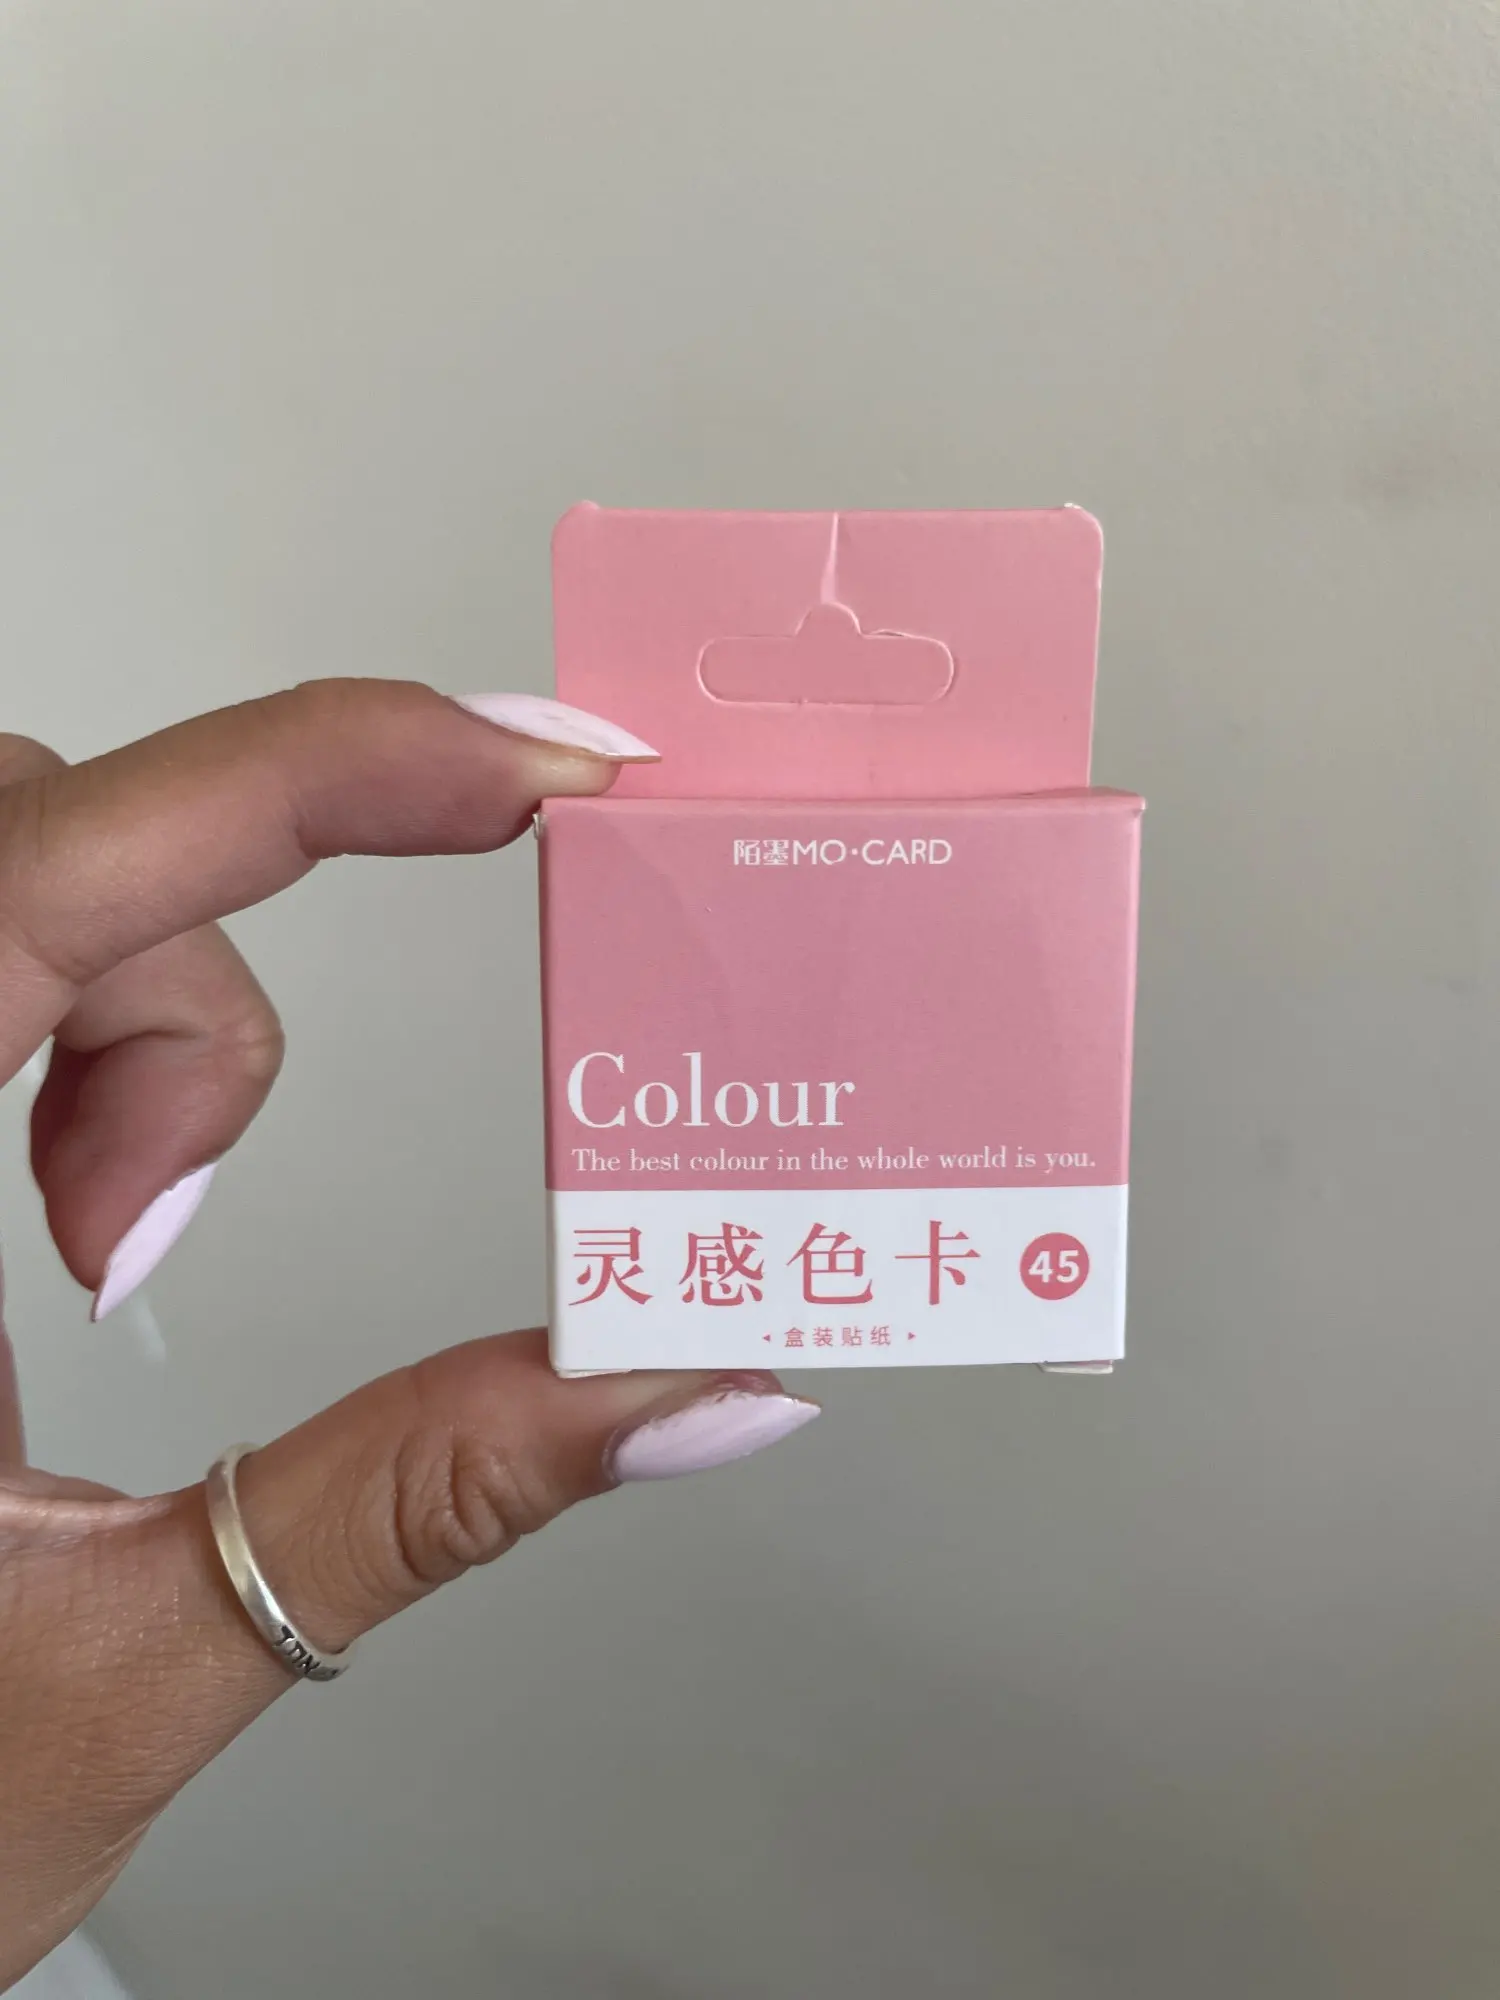 陌墨MO·CARD
Colour
The best colour in the whole world is you.
灵感色卡 45
盒装贴纸